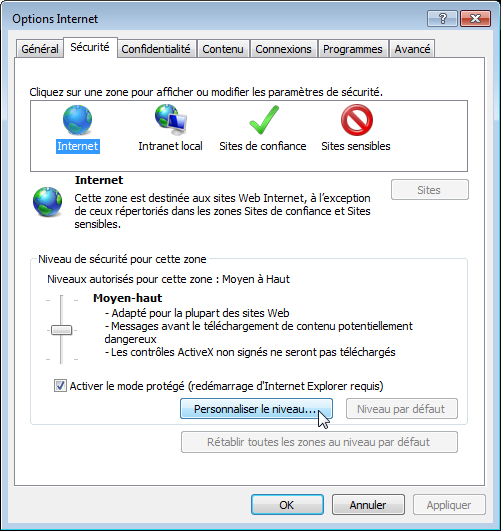 Options Internet
Général Sécurité Confidentialité Contenu Connexions Programmes Avancé
Cliquez sur une zone pour afficher ou modifier les paramètres de sécurité.
Internet Intranet local Sites de confiance Sites sensibles
Internet
Sites
Cette zone est destinée aux sites Web Internet, à l'exception
de ceux répertoriés dans les zones Sites de confiance et Sites
sensibles.
Niveau de sécurité pour cette zone
Niveaux autorisés pour cette zone : Moyen à Haut
Moyen-haut
- Adapté pour la plupart des sites Web
- Messages avant le téléchargement de contenu potentiellement
dangereux
- Les contrôles ActiveX non signés ne seront pas téléchargés
Activer le mode protégé (redémarrage d'Internet Explorer requis)
Personnaliser le niveau... Niveau par défaut
Rétablir toutes les zones au niveau par défaut
OK Annuler Appliquer